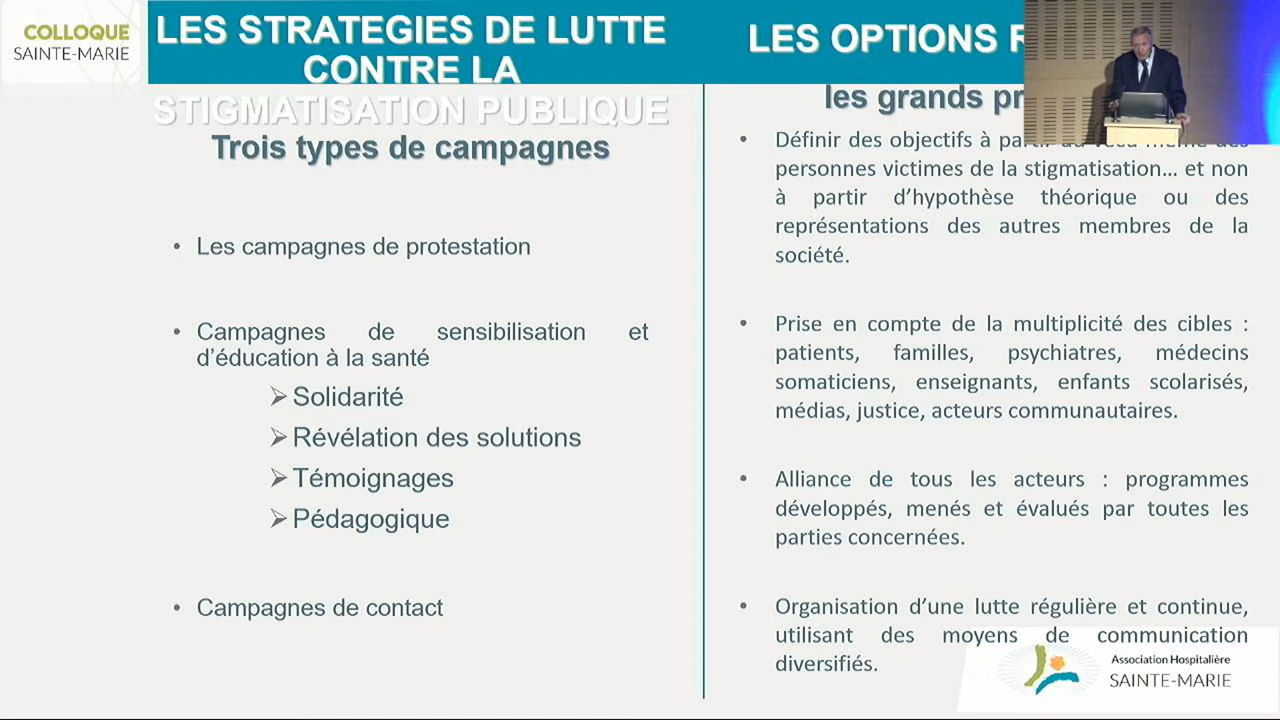 COLLOQUE
SAINTE-MARIE
LES STRATEGIES DE LUTTE
CONTRE LA
STIGMATISATION PUBLIQUE
Trois types de campagnes
• Les campagnes de protestation
• Campagnes de sensibilisation et
d'éducation à la santé
➢ Solidarité
➢ Révélation des solutions
➢ Témoignages
➢ Pédagogique
• Campagnes de contact
LES OPTIONS
les grands
• Définir des objectifs à
personnes victimes de la stigmatisation… et non
à partir d'hypothèse théorique ou des
représentations des autres membres de la
société.
• Prise en compte de la multiplicité des cibles :
patients, familles, psychiatres, médecins
somaticiens, enseignants, enfants scolarisés,
médias, justice, acteurs communautaires.
• Alliance de tous les acteurs : programmes
développés, menés et évalués par toutes les
parties concernées.
• Organisation d'une lutte régulière et continue,
utilisant des moyens de communication
diversifiés.
Association Hospitalière
SAINTE-MARIE